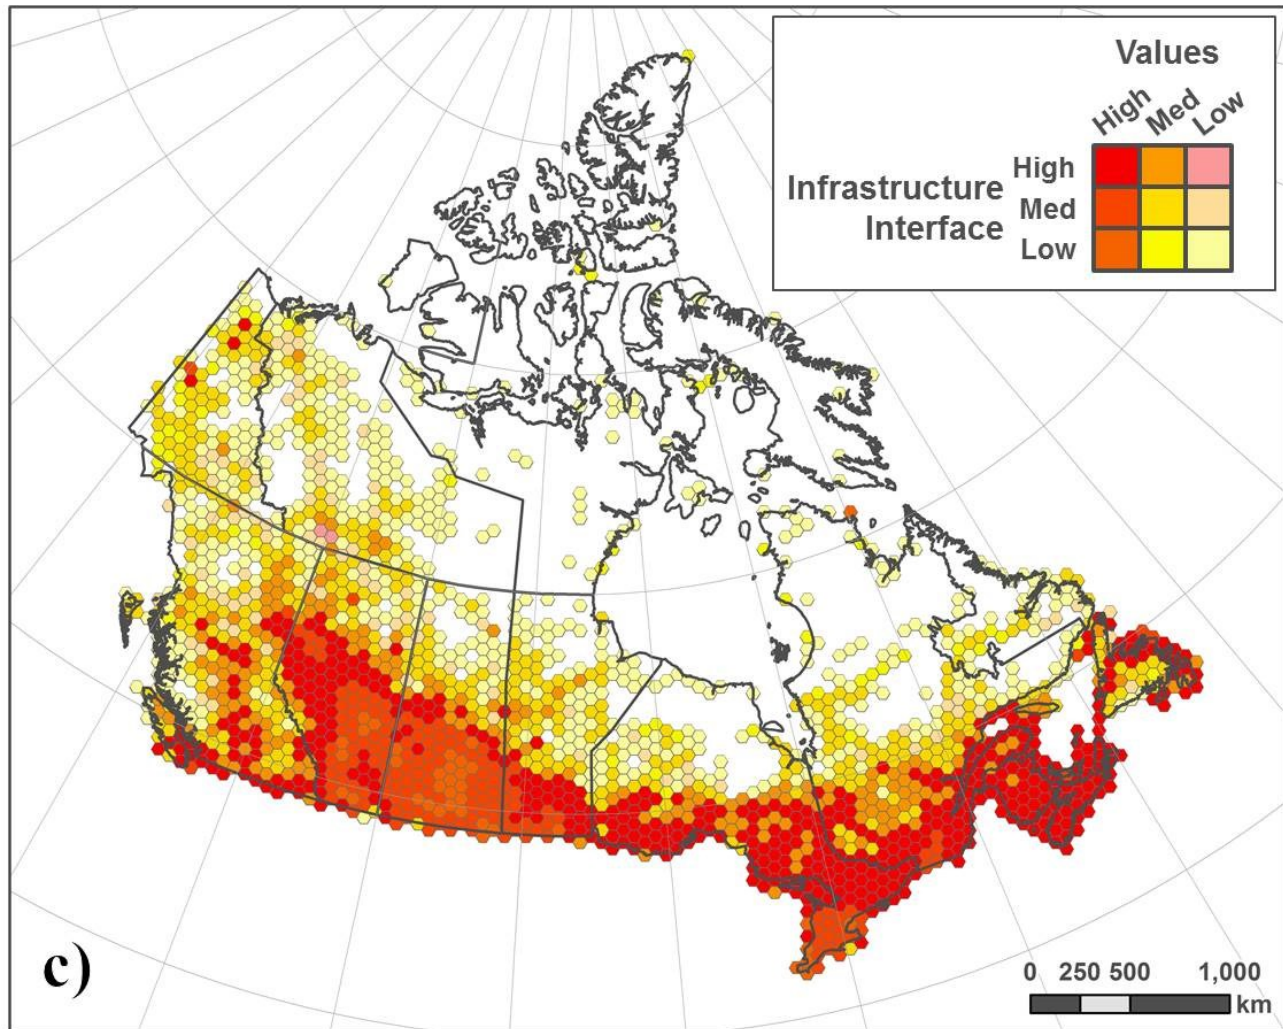 Values
High Med Low
High
Infrastructure Med
Interface Low
c)
0 250 500 1,000
km